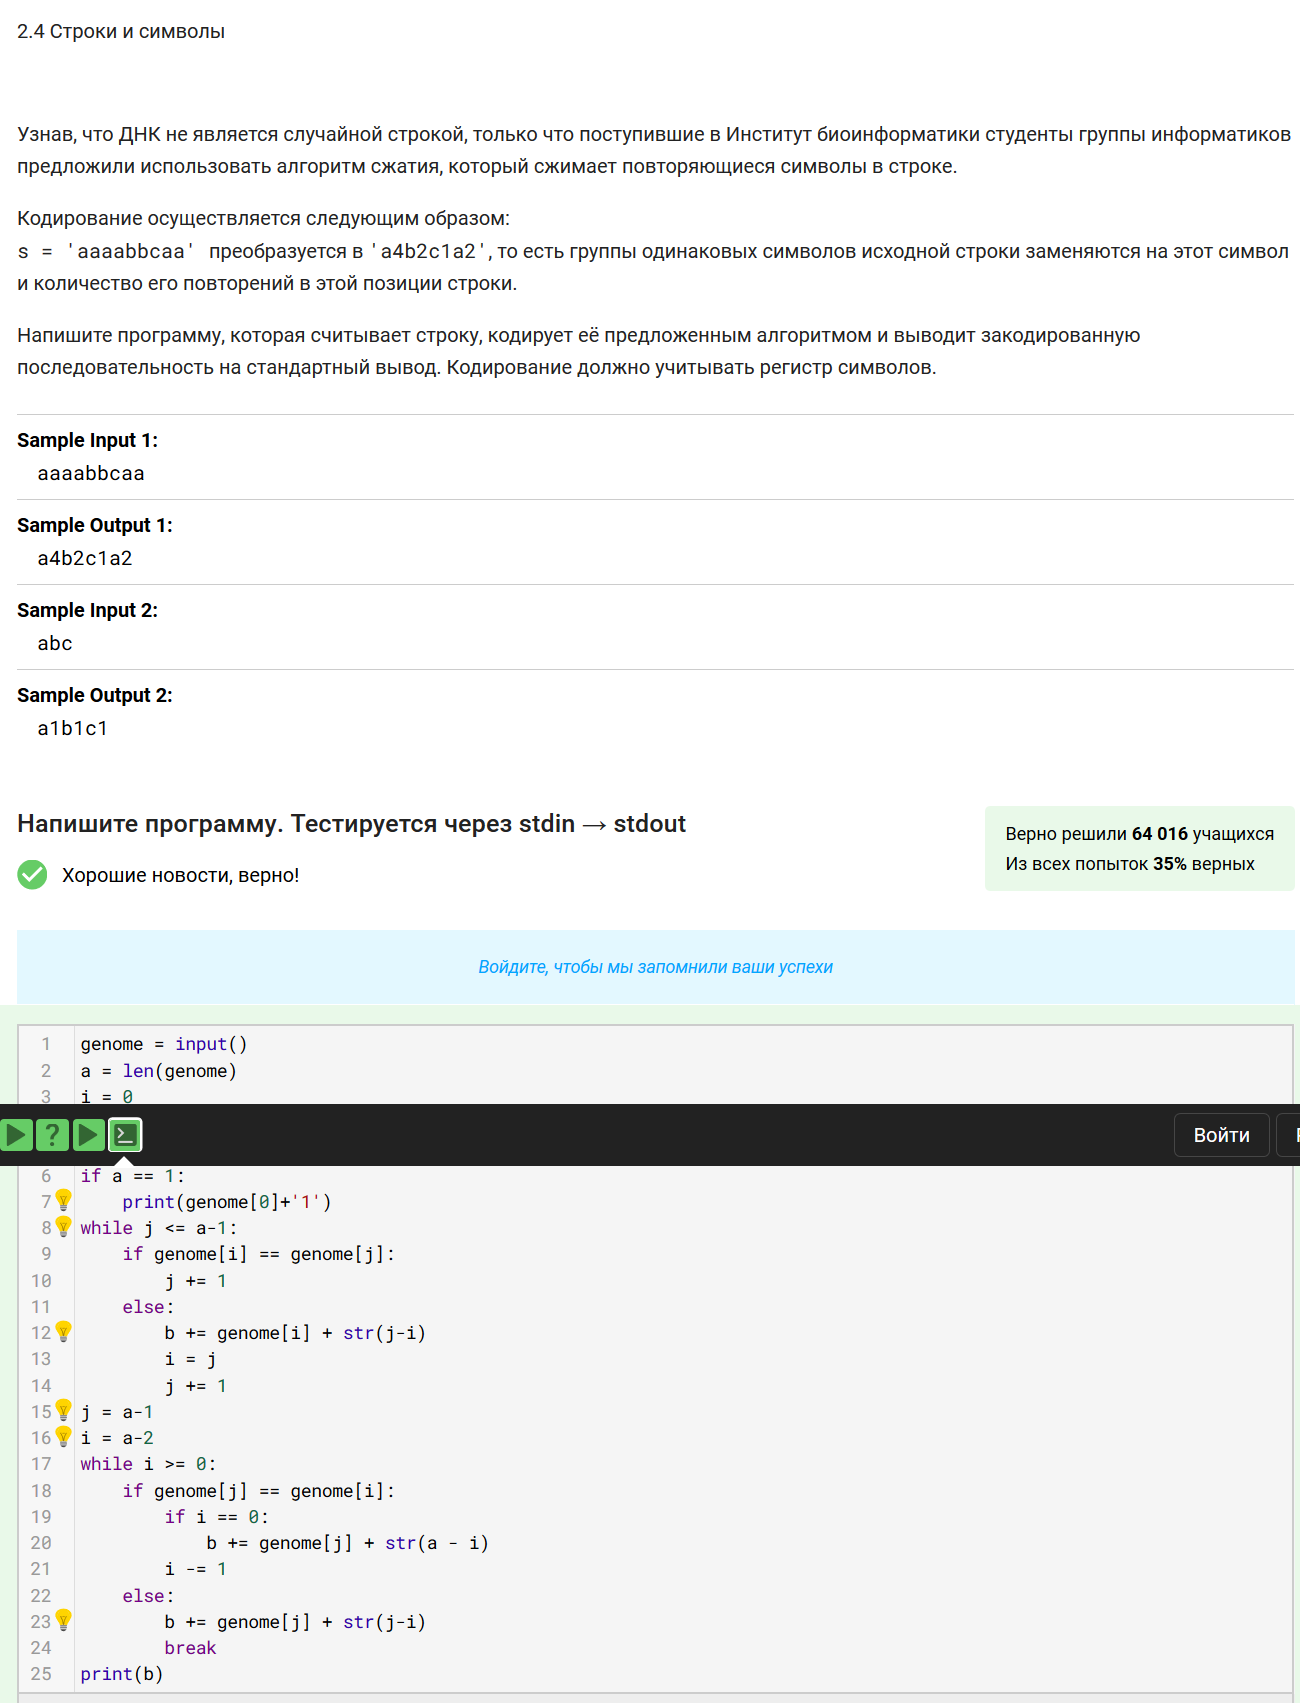 2.4 Строки и символы
Узнав, что ДНК не является случайной строкой, только что поступившие в Институт биоинформатики студенты группы информатиков
предложили использовать алгоритм сжатия, который сжимает повторяющиеся символы в строке.
Кодирование осуществляется следующим образом:
s = 'aaaabbcaa' преобразуется в 'a4b2c1a2', то есть группы одинаковых символов исходной строки заменяются на этот символ
и количество его повторений в этой позиции строки.
Напишите программу, которая считывает строку, кодирует её предложенным алгоритмом и выводит закодированную
последовательность на стандартный вывод. Кодирование должно учитывать регистр символов.
Sample Input 1:
aaaabbcaa
Sample Output 1:
a4b2c1a2
Sample Input 2:
abc
Sample Output 2:
a1b1c1
Напишите программу. Тестируется через stdin → stdout
Верно решили 64 016 учащихся
Из всех попыток 35% верных
Хорошие новости, верно!
Войдите, чтобы мы запомнили ваши успехи
1 genome = input()
2 a = len(genome)
3 i = 0
Войти
6 if a == 1:
7     print(genome[0]+'1')
8 while j <= a-1:
9     if genome[i] == genome[j]:
10         j += 1
11     else:
12         b += genome[i] + str(j-i)
13         i = j
14         j += 1
15 j = a-1
16 i = a-2
17 while i >= 0:
18     if genome[j] == genome[i]:
19         if i == 0:
20             b += genome[j] + str(a - i)
21         i -= 1
22     else:
23         b += genome[j] + str(j-i)
24         break
25 print(b)